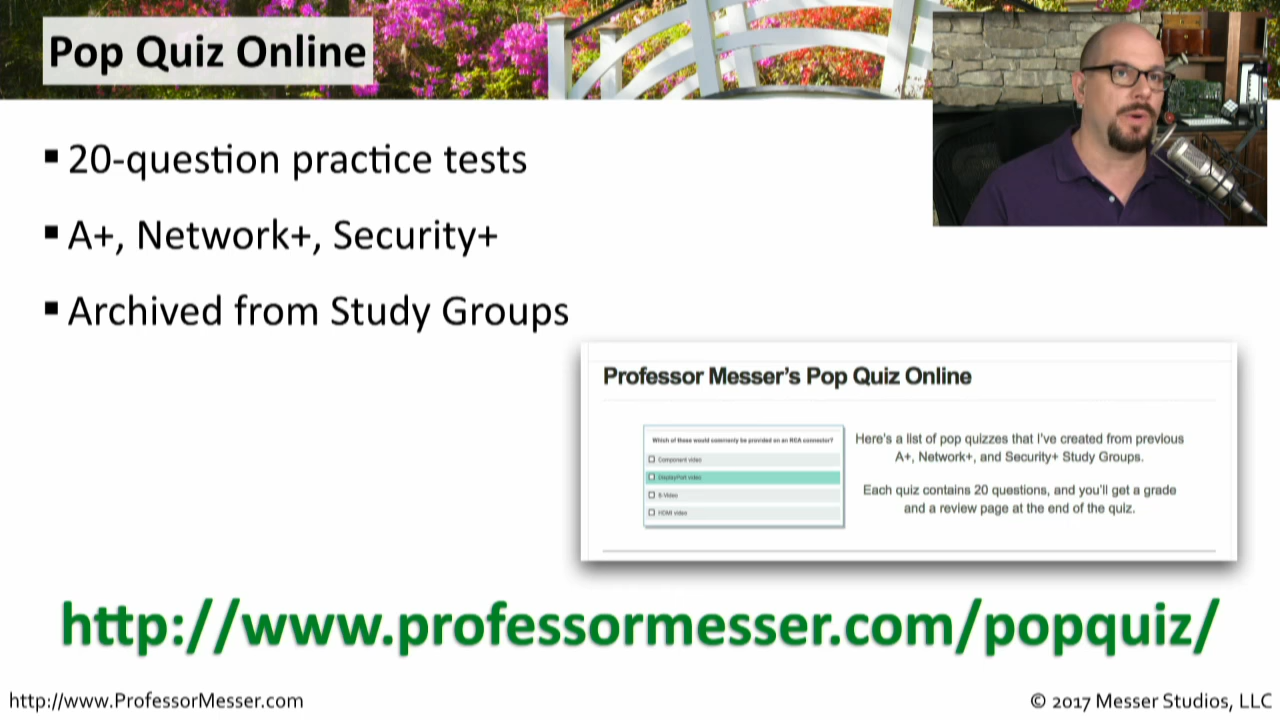 Pop Quiz Online
20-question practice tests
A+, Network+, Security+
Archived from Study Groups
Professor Messer's Pop Quiz Online
Which of these would commonly be provided on an RCA connector?
Component video
DisplayPort video
S-Video
HDMI video
Here's a list of pop quizzes that I've created from previous
A+, Network+, and Security+ Study Groups.
Each quiz contains 20 questions, and you'll get a grade
and a review page at the end of the quiz.
http://www.professormesser.com/popquiz/
http://www.ProfessorMesser.com
© 2017 Messer Studios, LLC